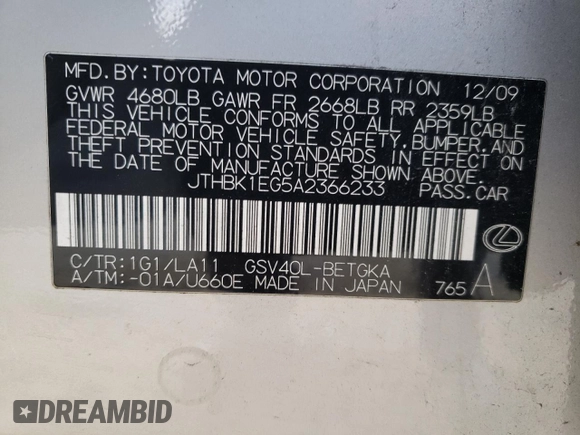 MFD.BY:TOYOTA MOTOR CORPORATION 12/09
GVWR 4680LB GAWR FR 2668LB RR 2359LB
THIS VEHICLE CONFORMS TO ALL APPLICABLE
FEDERAL MOTOR VEHICLE SAFETY,BUMPER,AND
THEFT PREVENTION STANDARDS IN EFFECT ON
THE DATE OF MANUFACTURE SHOWN ABOVE.
JTHBK1EG5A2366233 PASS.CAR
C/TR:1G1/LA11 GSV40L-BETGKA
A/TM:-01A/U660E MADE IN JAPAN 765 A
DREAMBID